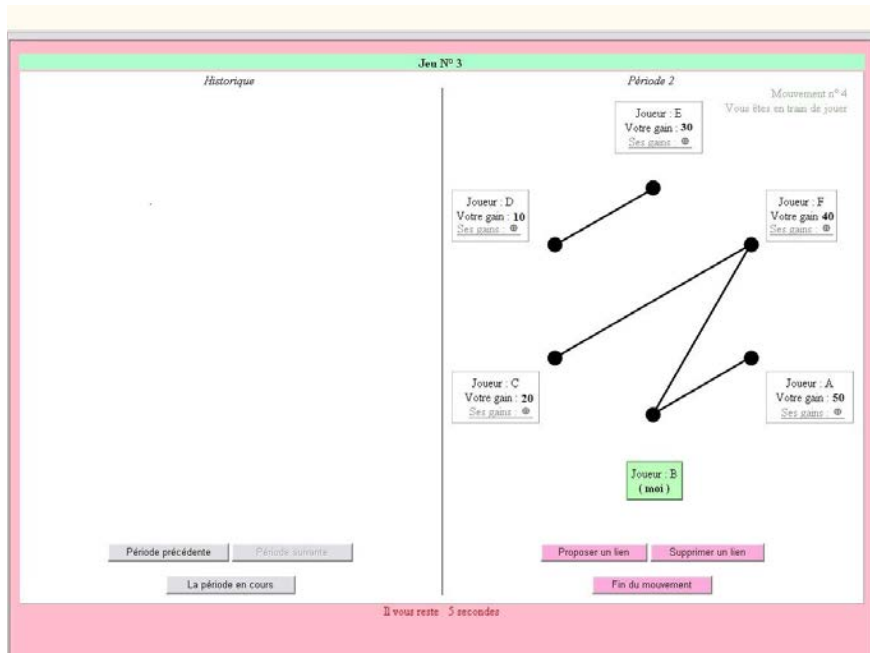 Jeu N° 3
Historique
Période 2
Mouvement n° 4
Vous êtes en train de jouer
Joueur : E
Votre gain : 30
Ses gains :
Joueur : D
Votre gain : 10
Ses gains :
Joueur : F
Votre gain 40
Ses gains :
Joueur : C
Votre gain : 20
Ses gains :
Joueur : A
Votre gain : 50
Ses gains :
Joueur : B
( moi )
Période précédente
Période suivante
La période en cours
Proposer un lien
Supprimer un lien
Fin du mouvement
Il vous reste 5 secondes